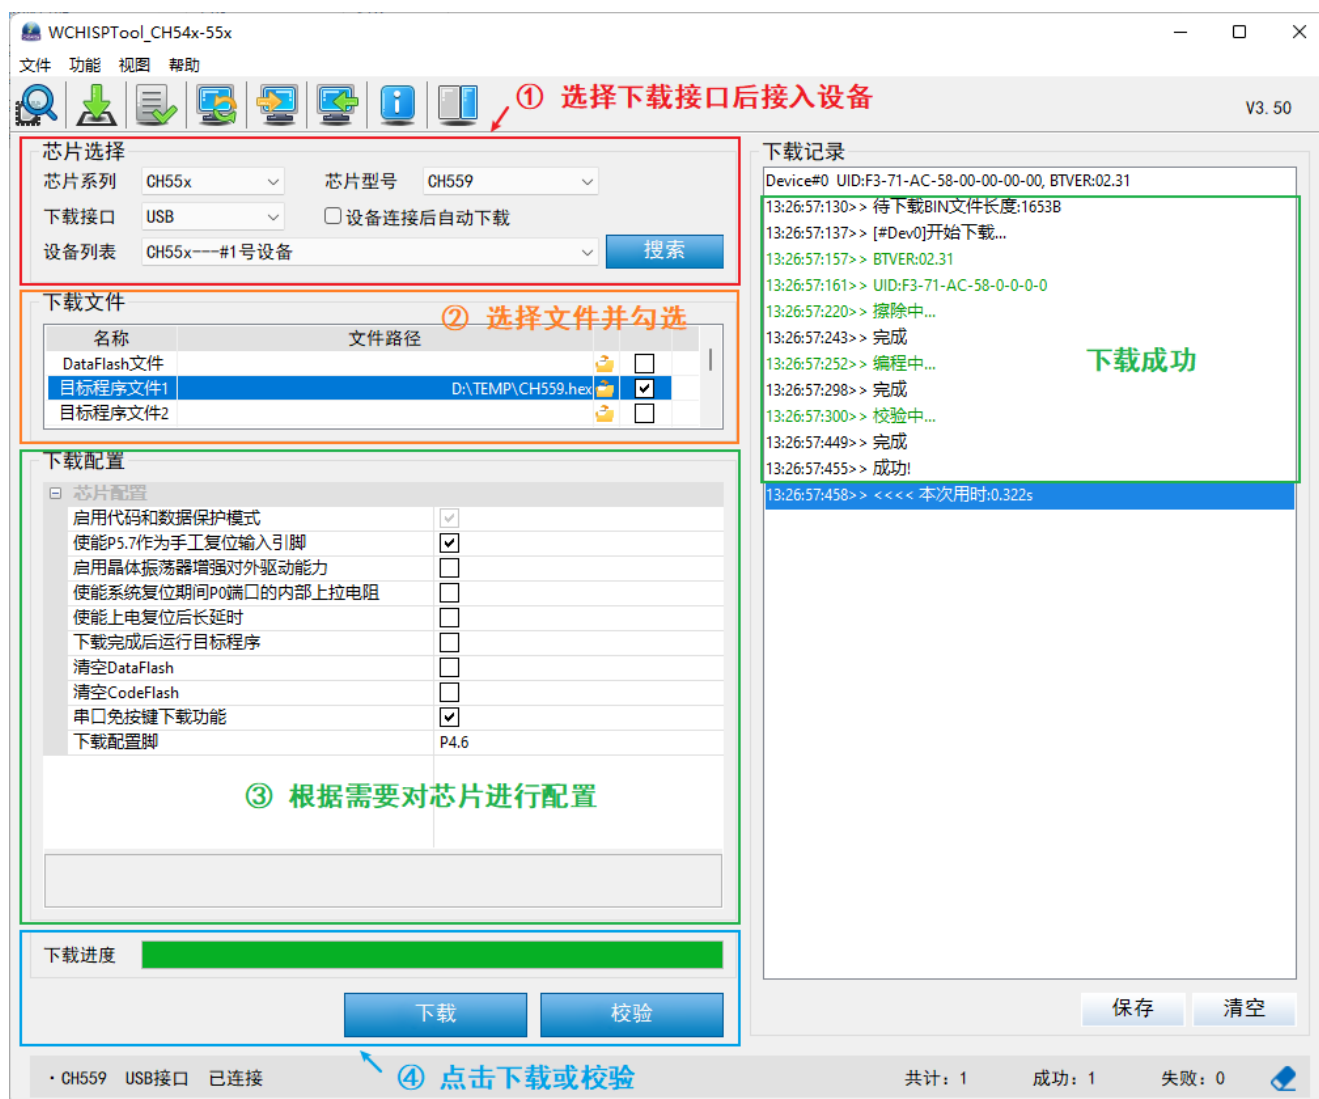 WCHISPTool_CH54x-55x
文件 功能 视图 帮助
① 选择下载接口后接入设备
V3.50
芯片选择
芯片系列 CH55x 芯片型号 CH559
下载接口 USB 设备连接后自动下载
设备列表 CH55x---#1号设备 搜索
下载文件
② 选择文件并勾选
名称 文件路径
DataFlash文件
目标程序文件1 D:\TEMP\CH559.hex
目标程序文件2
下载配置
芯片配置
启用代码和数据保护模式
使能P5.7作为手工复位输入引脚
启用晶体振荡器增强对外驱动能力
使能系统复位期间P0端口的内部上拉电阻
使能上电复位后长延时
下载完成后运行目标程序
清空DataFlash
清空CodeFlash
串口免按键下载功能
下载配置脚 P4.6
③ 根据需要对芯片进行配置
下载进度
下载 校验
④ 点击下载或校验
下载记录
Device#0 UID:F3-71-AC-58-00-00-00-00, BTVER:02.31
13:26:57:130>> 待下载BIN文件长度:1653B
13:26:57:137>> [#Dev0]开始下载...
13:26:57:157>> BTVER:02.31
13:26:57:161>> UID:F3-71-AC-58-0-0-0-0
13:26:57:220>> 擦除中...
13:26:57:243>> 完成
13:26:57:252>> 编程中...
13:26:57:298>> 完成
13:26:57:300>> 校验中...
13:26:57:449>> 完成
13:26:57:455>> 成功!
13:26:57:458>> <<<< 本次用时:0.322s
下载成功
保存 清空
·CH559 USB接口 已连接 共计: 1 成功: 1 失败: 0